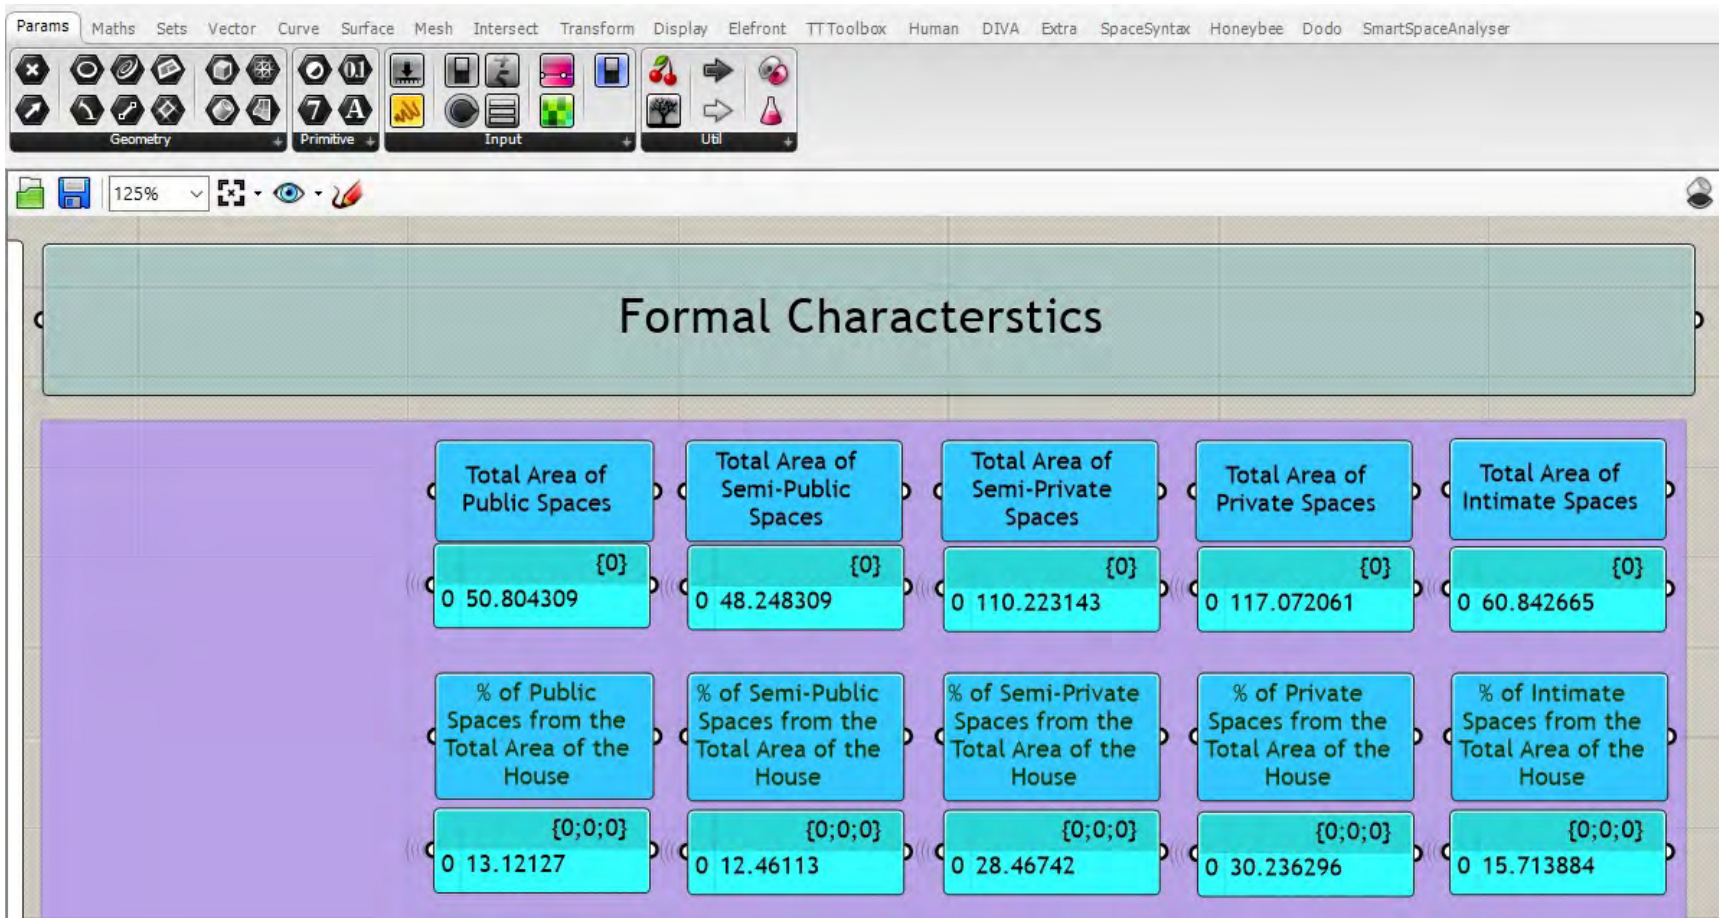 Params Maths Sets Vector Curve Surface Mesh Intersect Transform Display Elefront TTToolbox Human DIVA Extra SpaceSyntax Honeybee Dodo SmartSpaceAnalyser
0.1
7 A
Geometry Primitive Input Util
125%
Formal Characterstics
Total Area of
Public Spaces
Total Area of
Semi-Public
Spaces
Total Area of
Semi-Private
Spaces
Total Area of
Private Spaces
Total Area of
Intimate Spaces
{0}
0 50.804309
{0}
0 48.248309
{0}
0 110.223143
{0}
0 117.072061
{0}
0 60.842665
% of Public
Spaces from the
Total Area of the
House
% of Semi-Public
Spaces from the
Total Area of the
House
% of Semi-Private
Spaces from the
Total Area of the
House
% of Private
Spaces from the
Total Area of the
House
% of Intimate
Spaces from the
Total Area of the
House
{0;0;0}
0 13.12127
{0;0;0}
0 12.46113
{0;0;0}
0 28.46742
{0;0;0}
0 30.236296
{0;0;0}
0 15.713884